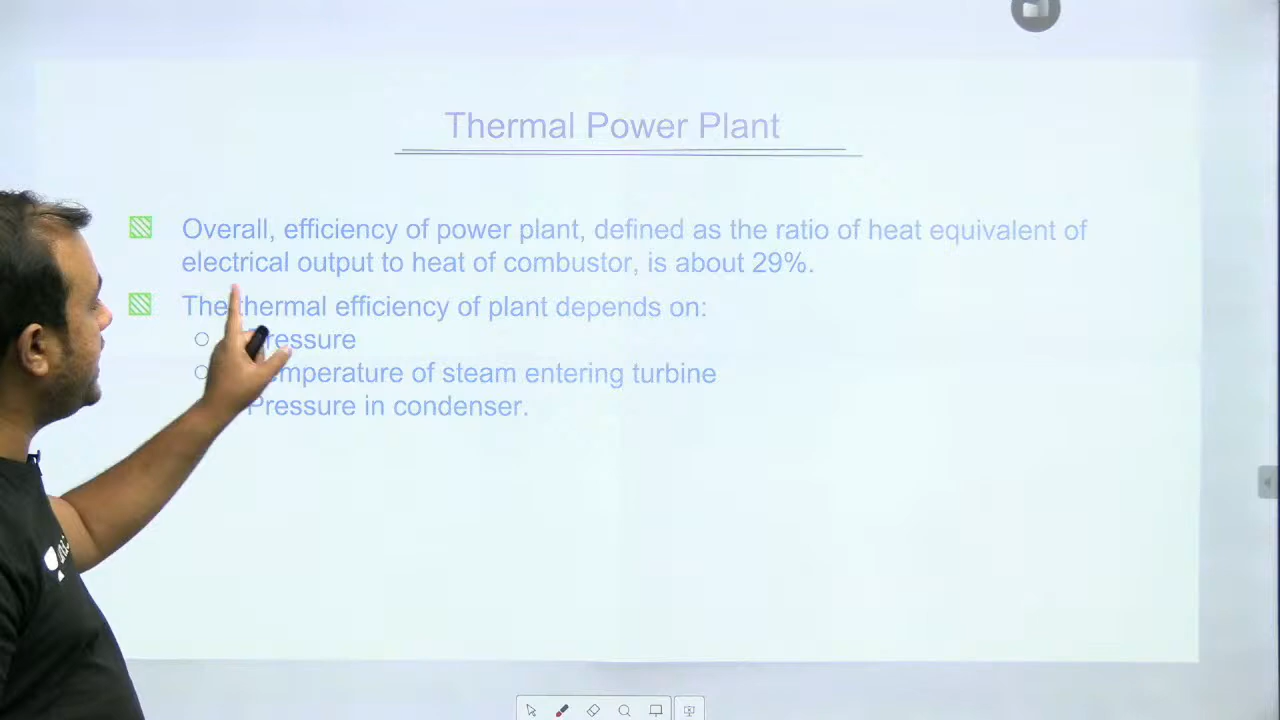 Thermal Power Plant
Overall, efficiency of power plant, defined as the ratio of heat equivalent of
electrical output to heat of combustor, is about 29%.
The thermal efficiency of plant depends on:
Pressure
Temperature of steam entering turbine
Pressure in condenser.